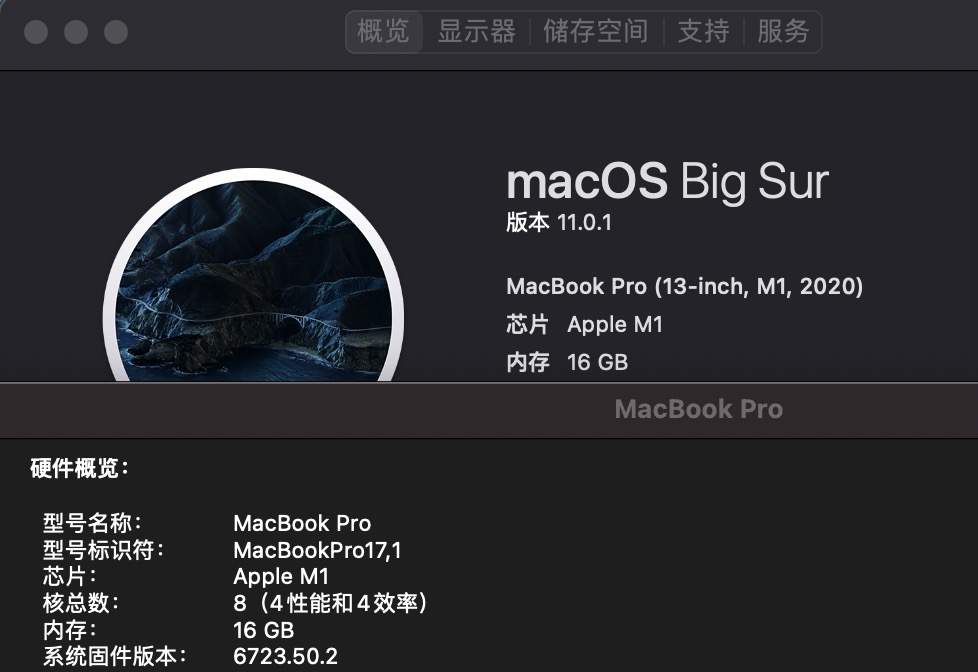 概览 显示器 储存空间 支持 服务
macOS Big Sur
版本 11.0.1
MacBook Pro (13-inch, M1, 2020)
芯片 Apple M1
内存 16 GB
MacBook Pro
硬件概览：
型号名称： MacBook Pro
型号标识符： MacBookPro17,1
芯片： Apple M1
核总数： 8（4性能和4效率）
内存： 16 GB
系统固件版本： 6723.50.2